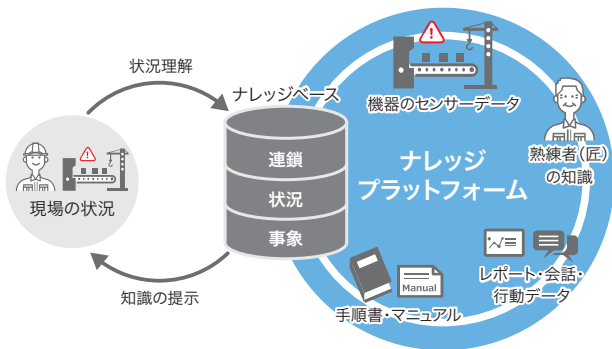 状況理解
ナレッジベース
連鎖
状況
事象
現場の状況
知識の提示
機器のセンサーデータ
熟練者(匠)
の知識
ナレッジ
プラットフォーム
レポート・会話・
行動データ
Manual
手順書・マニュアル